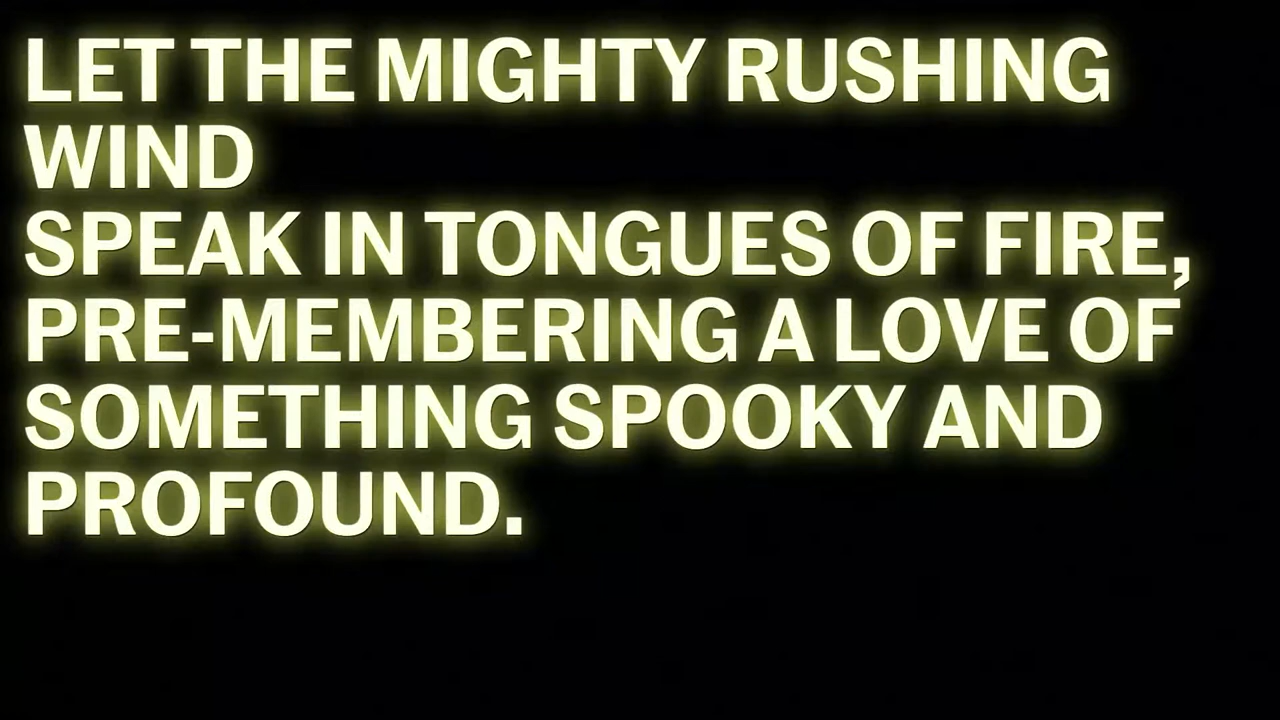 LET THE MIGHTY RUSHING
WIND
SPEAK IN TONGUES OF FIRE,
PRE-MEMBERING A LOVE OF
SOMETHING SPOOKY AND
PROFOUND.